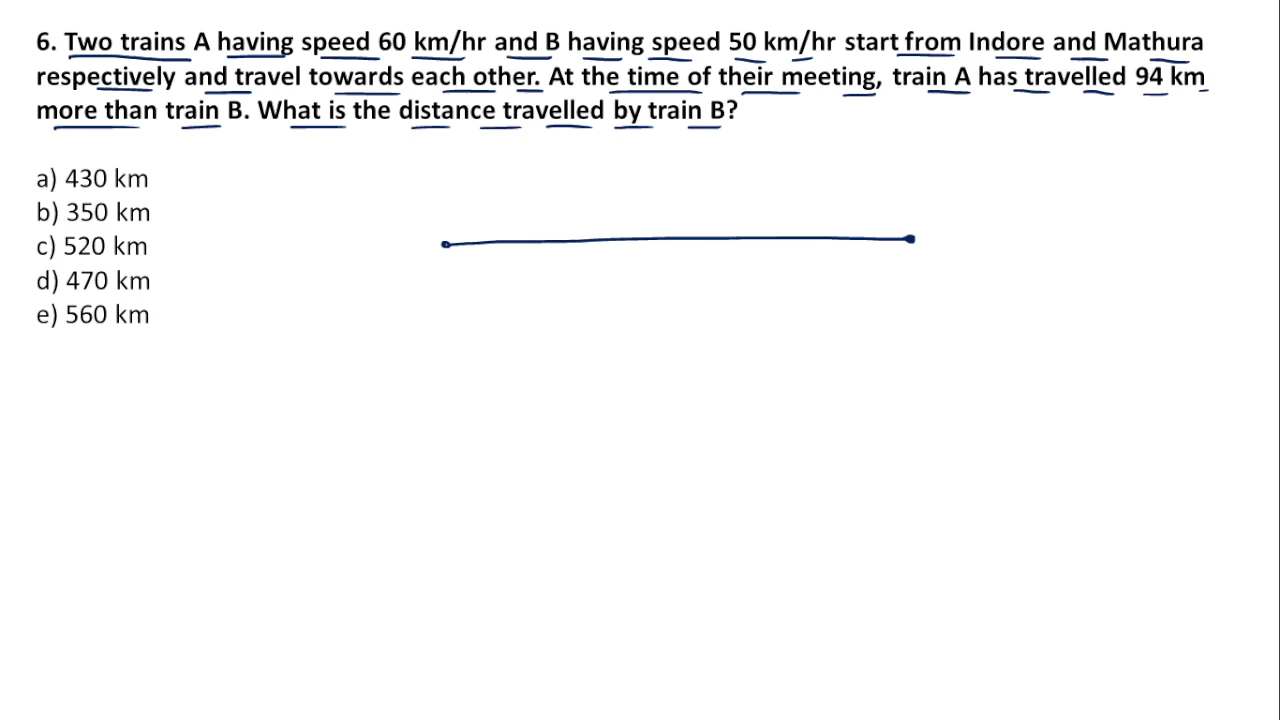 6. Two trains A having speed 60 km/hr and B having speed 50 km/hr start from Indore and Mathura
respectively and travel towards each other. At the time of their meeting, train A has travelled 94 km
more than train B. What is the distance travelled by train B?
a) 430 km
b) 350 km
c) 520 km
d) 470 km
e) 560 km